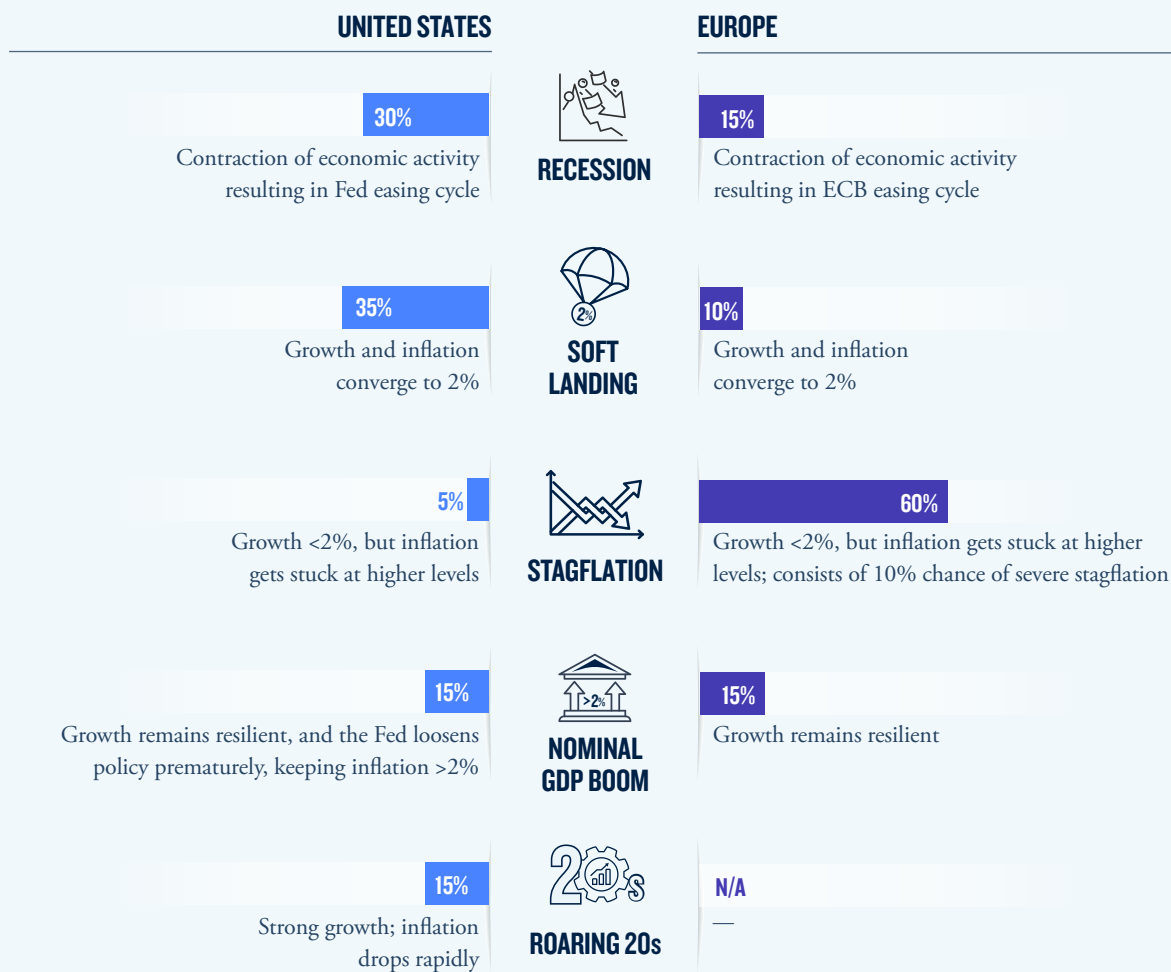 UNITED STATES
EUROPE
30%
Contraction of economic activity
resulting in Fed easing cycle
RECESSION
15%
Contraction of economic activity
resulting in ECB easing cycle
35%
Growth and inflation
converge to 2%
2%
SOFT
LANDING
10%
Growth and inflation
converge to 2%
5%
Growth <2%, but inflation
gets stuck at higher levels
STAGFLATION
60%
Growth <2%, but inflation gets stuck at higher
levels; consists of 10% chance of severe stagflation
15%
Growth remains resilient, and the Fed loosens
policy prematurely, keeping inflation >2%
>2%
NOMINAL
GDP BOOM
15%
Growth remains resilient
15%
Strong growth; inflation
drops rapidly
20s
ROARING 20s
N/A
—